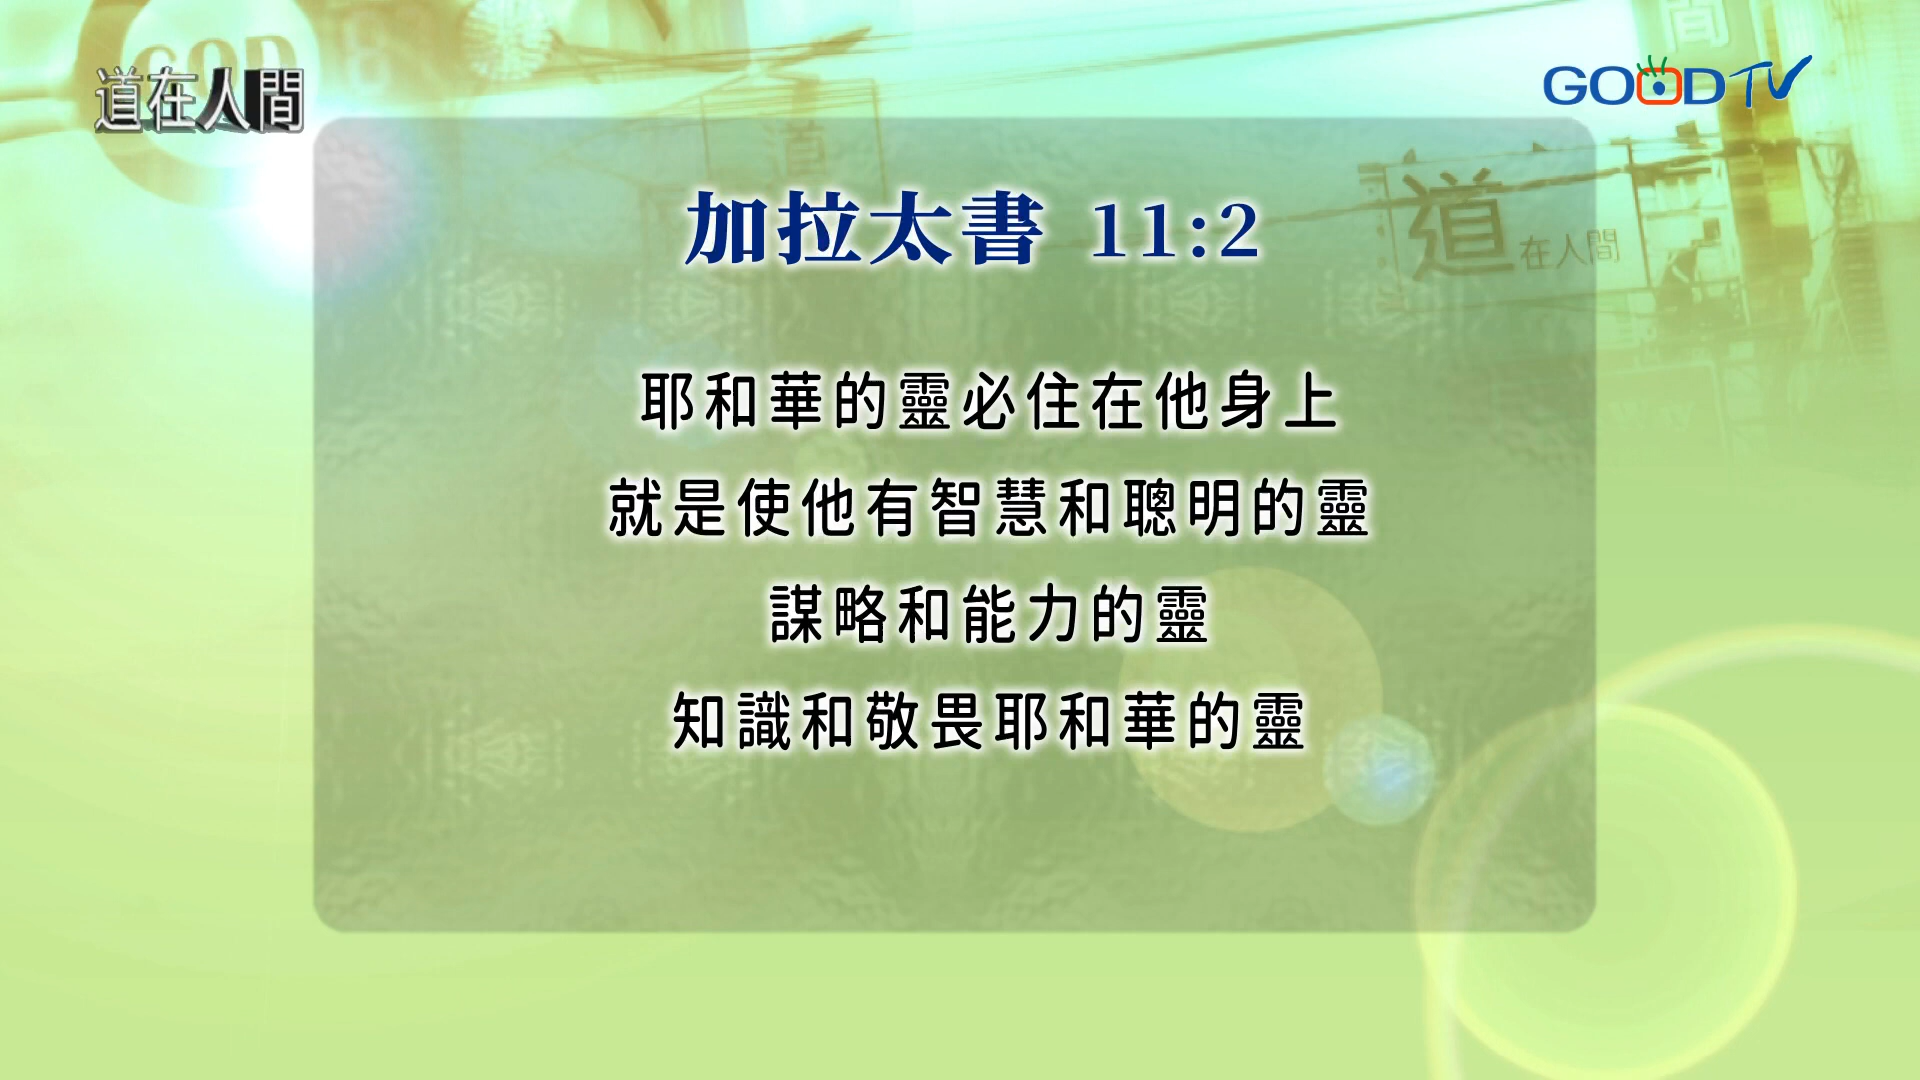 道在人間
GOODTV
間
道
道在人間
加拉太書 11:2
耶和華的靈必住在他身上
就是使他有智慧和聰明的靈
謀略和能力的靈
知識和敬畏耶和華的靈